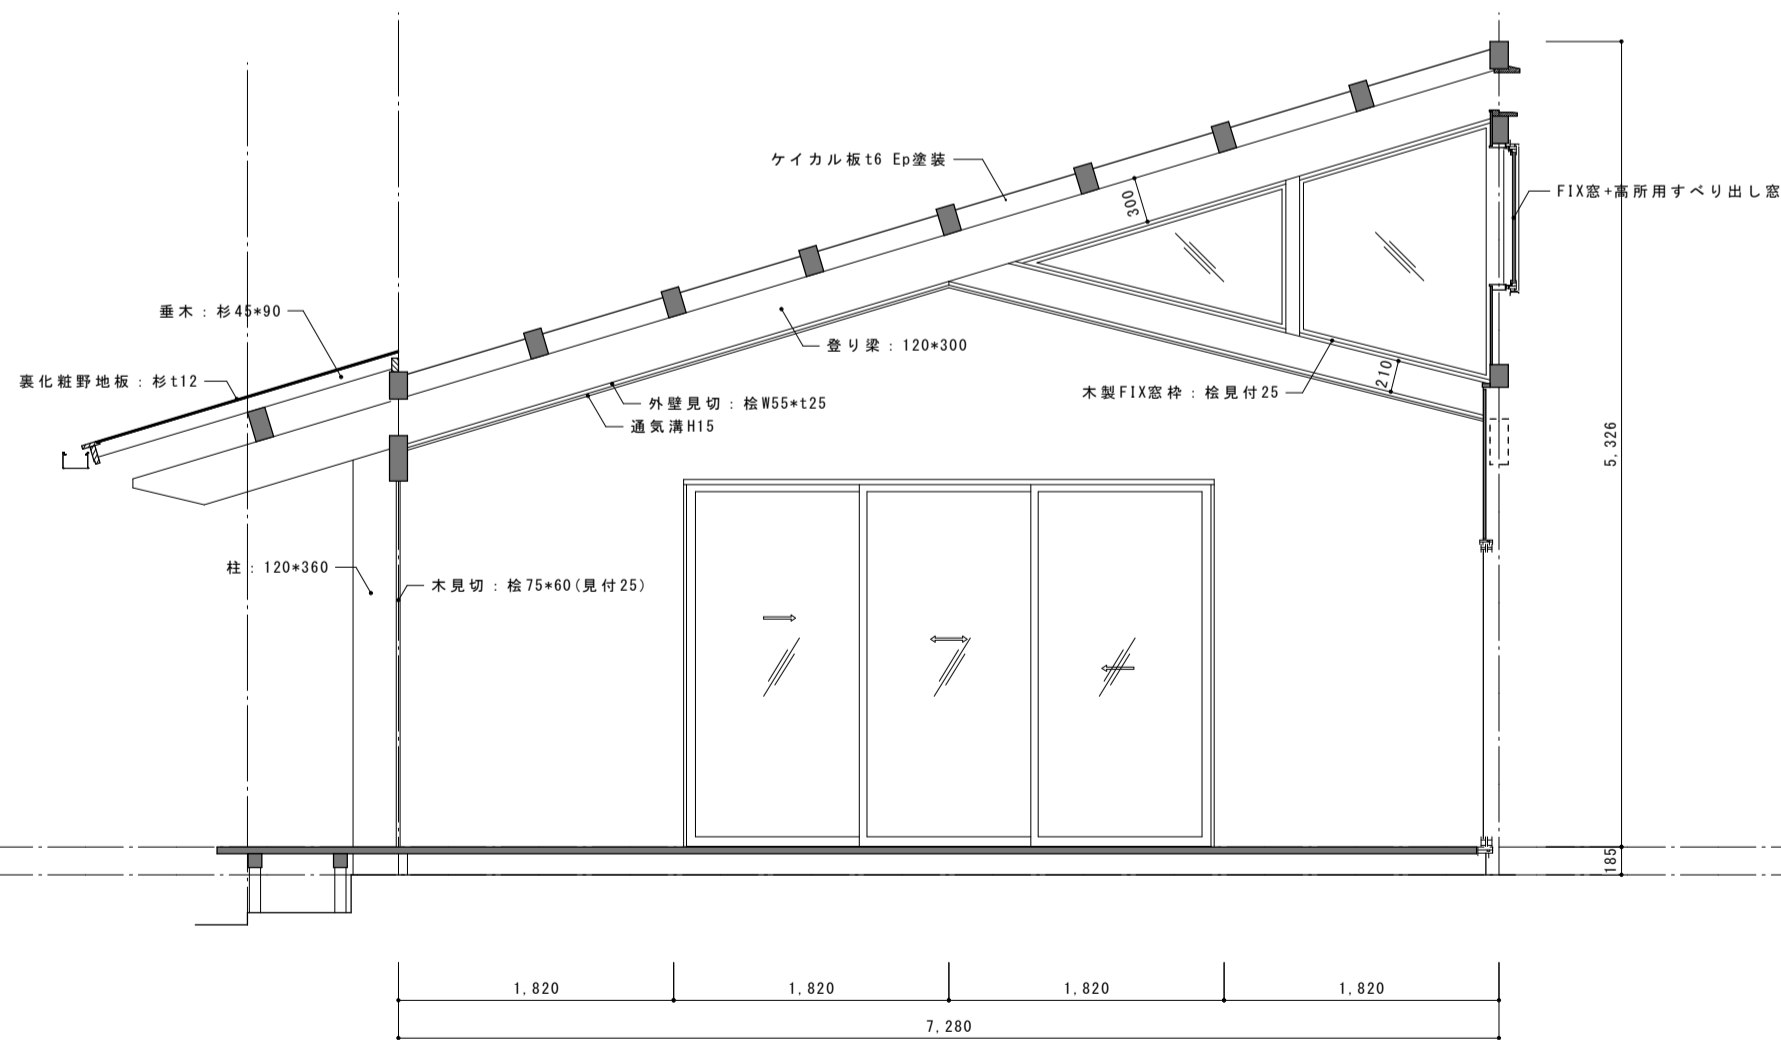 ケイカル板t6 Ep塗装
300
FIX窓+高所用すべり出し窓
垂木：杉45*90
登り梁：120*300
裏化粧野地板：杉t12
210
木製FIX窓枠：桧見付25
外壁見切：桧W55*t25
通気溝H15
5,326
柱：120*360
木見切：桧75*60(見付25)
185
1,820
1,820
1,820
1,820
7,280